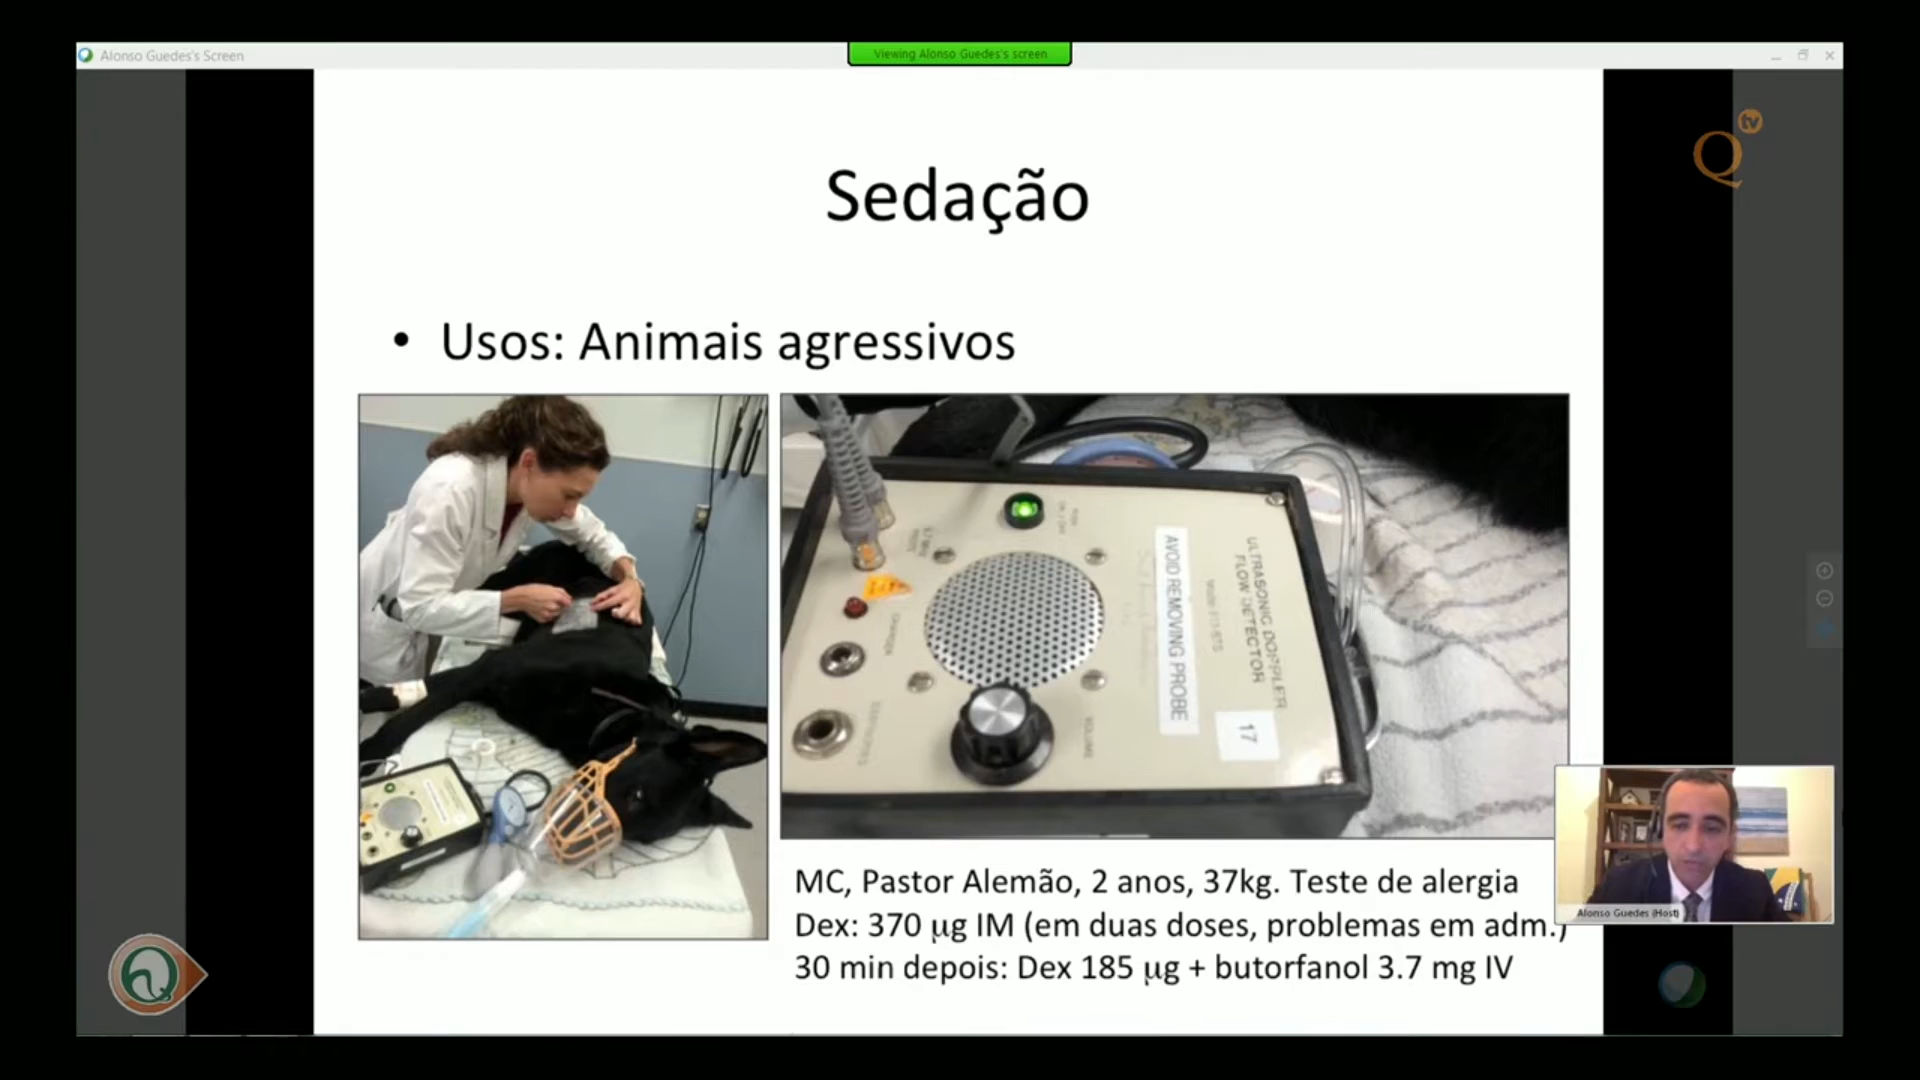 Alonso Guedes's Screen
Viewing Alonso Guedes's screen
tv
Q
Sedação
• Usos: Animais agressivos
AVOID REMOVING PROBE
ULTRASONIC DOPPLER
FLOW DETECTOR
VOLUME
17
MC, Pastor Alemão, 2 anos, 37kg. Teste de alergia
Dex: 370 µg IM (em duas doses, problemas em adm.)
30 min depois: Dex 185 µg + butorfanol 3.7 mg IV
Alonso Guedes (Host)